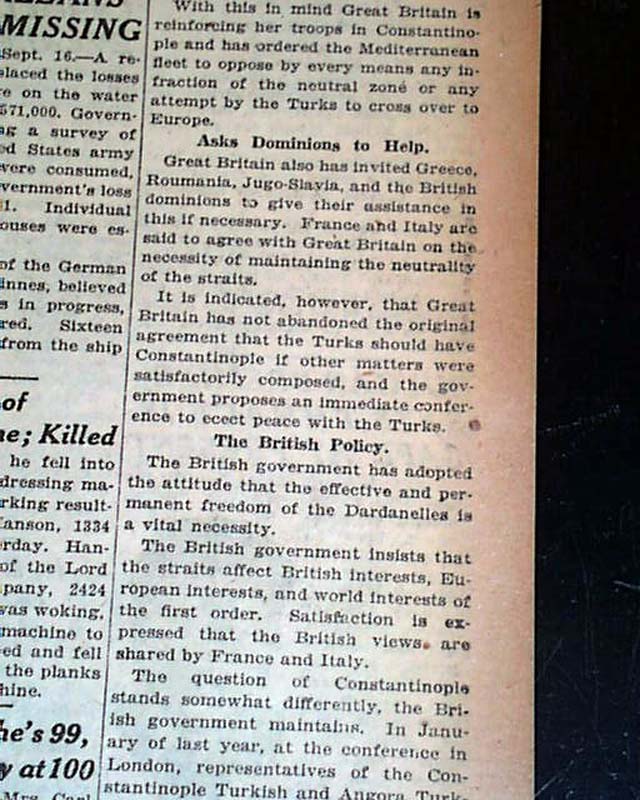 MISSING
Sept. 16.—A re-
placed the losses
e on the water
$71,000. Govern-
ng a survey of
ed States army
were consumed,
vernment's loss
1. Individual
ouses were es-
of the German
innes, believed
s in progress,
red. Sixteen
from the ship
of
ne; Killed
he fell into
dressing ma-
rking result-
anson, 1334
erday. Han-
of the Lord
pany, 2424
was woking.
machine to
ed and fell
the planks
hine.
he's 99,
y at 100
Mrs.
With this in mind Great Britain is
reinforcing her troops in Constantino-
ple and has ordered the Mediterranean
fleet to oppose by every means any in-
fraction of the neutral zone or any
attempt by the Turks to cross over to
Europe.
Asks Dominions to Help.
Great Britain also has invited Greece,
Roumania, Jugo-Slavia, and the British
dominions to give their assistance in
this if necessary. France and Italy are
said to agree with Great Britain on the
necessity of maintaining the neutrality
of the straits.
It is indicated, however, that Great
Britain has not abandoned the original
agreement that the Turks should have
Constantinople if other matters were
satisfactorily composed, and the gov-
ernment proposes an immediate confer-
ence to ecect peace with the Turks.
The British Policy.
The British government has adopted
the attitude that the effective and per-
manent freedom of the Dardanelles is
a vital necessity.
The British government insists that
the straits affect British interests, Eu-
ropean interests, and world interests of
the first order. Satisfaction is ex-
pressed that the British views are
shared by France and Italy.
The question of Constantinople
stands somewhat differently, the Bri-
ish government maintains. In Janu-
ary of last year, at the conference in
London, representatives of the Con-
stantinople Turkish and Angora Turk-